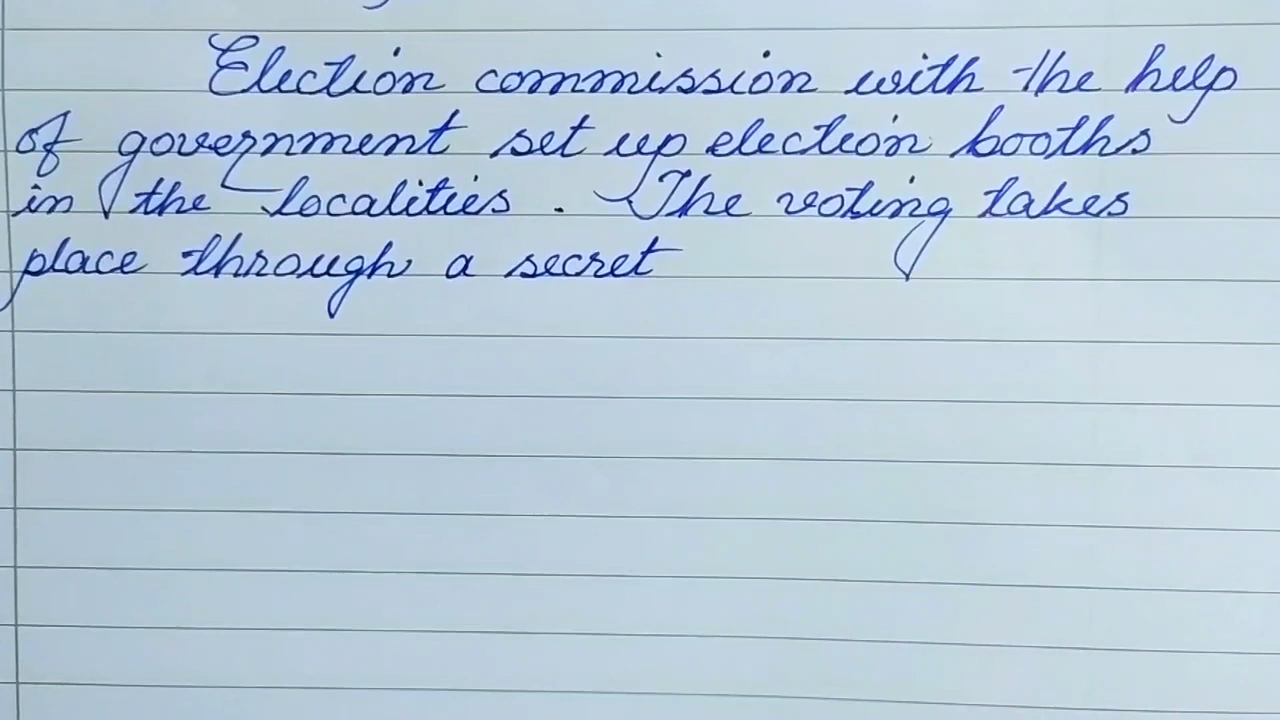 Election commission with the help
of government set up election booths
in the localities. The voting takes
place through a secret